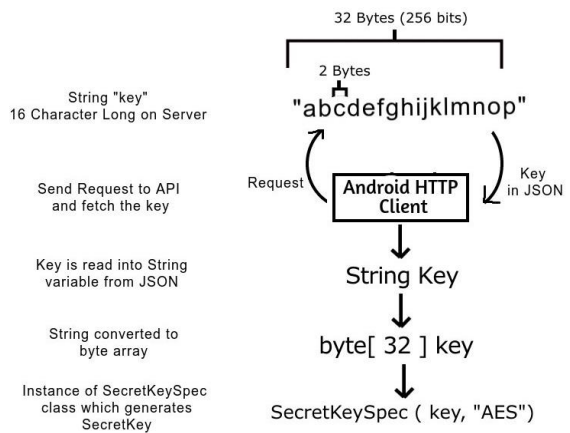 32 Bytes (256 bits)
2 Bytes
String "key"
16 Character Long on Server
"abcdefghijklmnop"
Send Request to API
and fetch the key
Request
Android HTTP
Client
Key
in JSON
Key is read into String
variable from JSON
String Key
String converted to
byte array
byte[ 32 ] key
Instance of SecretKeySpec
class which generates
SecretKey
SecretKeySpec ( key, "AES")